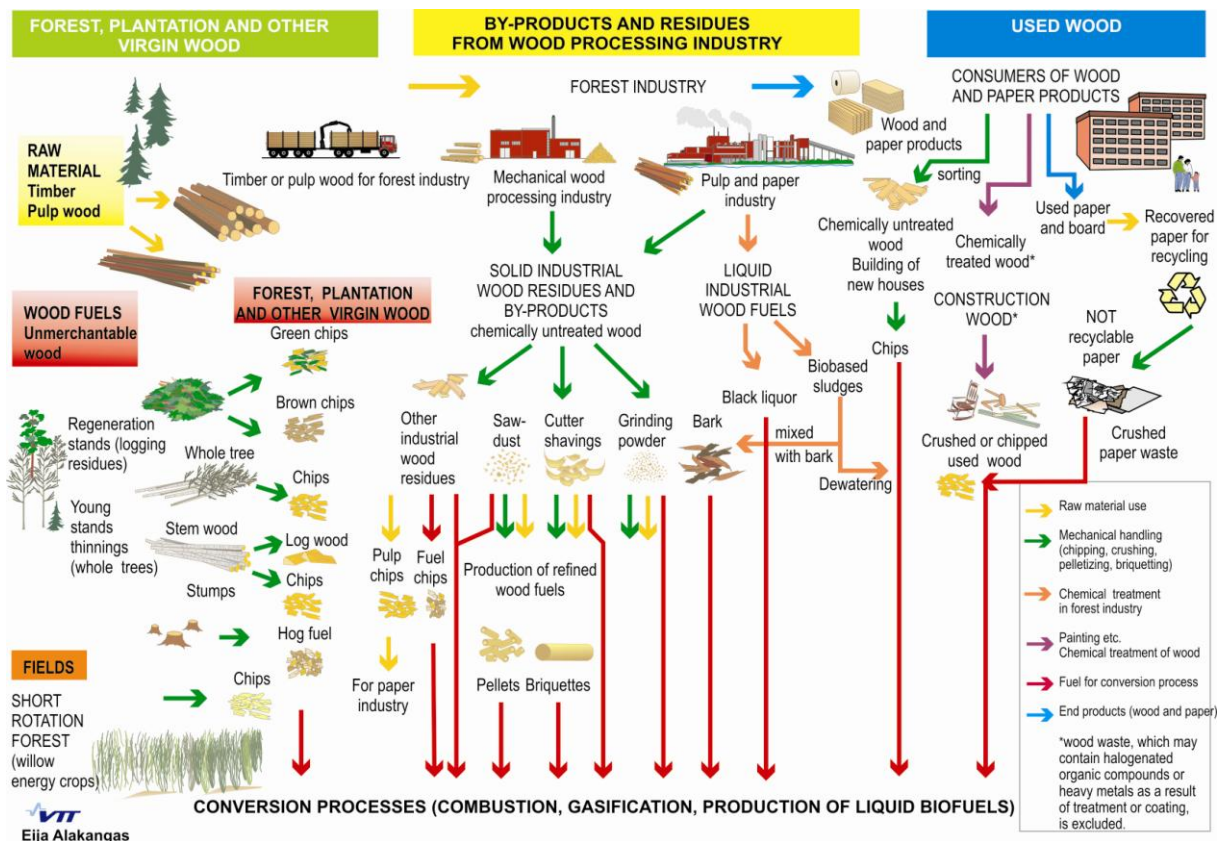 FOREST, PLANTATION AND OTHER
VIRGIN WOOD
BY-PRODUCTS AND RESIDUES
FROM WOOD PROCESSING INDUSTRY
USED WOOD
FOREST INDUSTRY
CONSUMERS OF WOOD
AND PAPER PRODUCTS
RAW
MATERIAL
Timber
Pulp wood
Timber or pulp wood for forest industry
Mechanical wood
processing industry
Pulp and paper
industry
Wood and
paper products
sorting
Chemically untreated
wood
Building of
new houses
Chemically
treated wood*
Used paper
and board
Recovered
paper for
recycling
SOLID INDUSTRIAL
WOOD RESIDUES AND
BY-PRODUCTS
chemically untreated wood
LIQUID
INDUSTRIAL
WOOD FUELS
CONSTRUCTION
WOOD*
NOT
recyclable
paper
WOOD FUELS
Unmerchantable
wood
FOREST, PLANTATION
AND OTHER VIRGIN WOOD
Green chips
Brown chips
Regeneration
stands (logging
residues)
Whole tree
Chips
Young
stands
thinnings
(whole trees)
Stem wood
Log wood
Chips
Stumps
Hog fuel
Other
industrial
wood
residues
Saw-
dust
Cutter
shavings
Grinding
powder
Bark
Black liquor
Biobased
sludges
mixed
with bark
Dewatering
Chips
Crushed or chipped
used wood
Crushed
paper waste
Pulp
chips
Fuel
chips
Production of refined
wood fuels
For paper
industry
Pellets
Briquettes
FIELDS
SHORT
ROTATION
FOREST
(willow
energy crops)
Chips
Raw material use
Mechanical handling
(chipping, crushing,
pelletizing, briquetting)
Chemical treatment
in forest industry
Painting etc.
Chemical treatment of wood
Fuel for conversion process
End products (wood and paper)
*wood waste, which may
contain halogenated
organic compounds or
heavy metals as a result
of treatment or coating,
is excluded.
CONVERSION PROCESSES (COMBUSTION, GASIFICATION, PRODUCTION OF LIQUID BIOFUELS)
VTT
Eija Alakangas